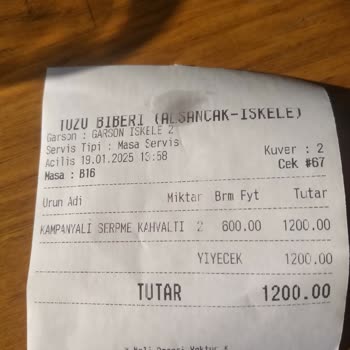 TUZU BIBERI (ALSANCAK-ISKELE)
Garson : GARSON ISKELE 2
Servis Tipi : Masa Servis
Kuver : 2
Acilis 19.01.2025 13:58
Cek #67
Masa : B16
Urun Adi Miktar Brm Fyt Tutar
KAMPANYALI SERPME KAHVALTI 2 600.00 1200.00
YIYECEK 1200.00
TUTAR 1200.00